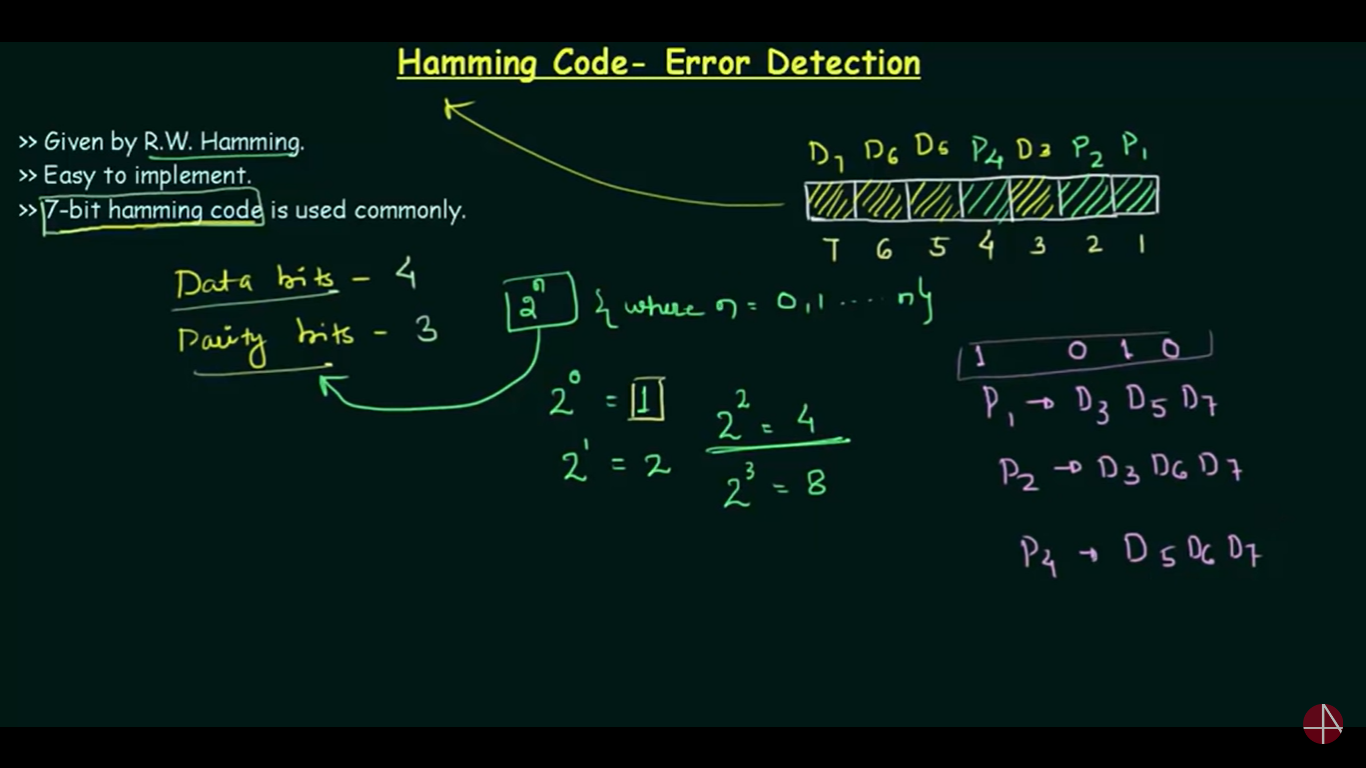 Hamming Code- Error Detection
>> Given by R.W. Hamming.
>> Easy to implement.
>> 7-bit hamming code is used commonly.
D7 D6 D5 P4 D3 P2 P1
7 6 5 4 3 2 1
Data bits - 4
Parity bits - 3
2^n { where n = 0,1 .... n}
2^0 = 1
2^1 = 2
2^2 = 4
2^3 = 8
1 0 1 0
P1 → D3 D5 D7
P2 → D3 D6 D7
P4 → D5 D6 D7